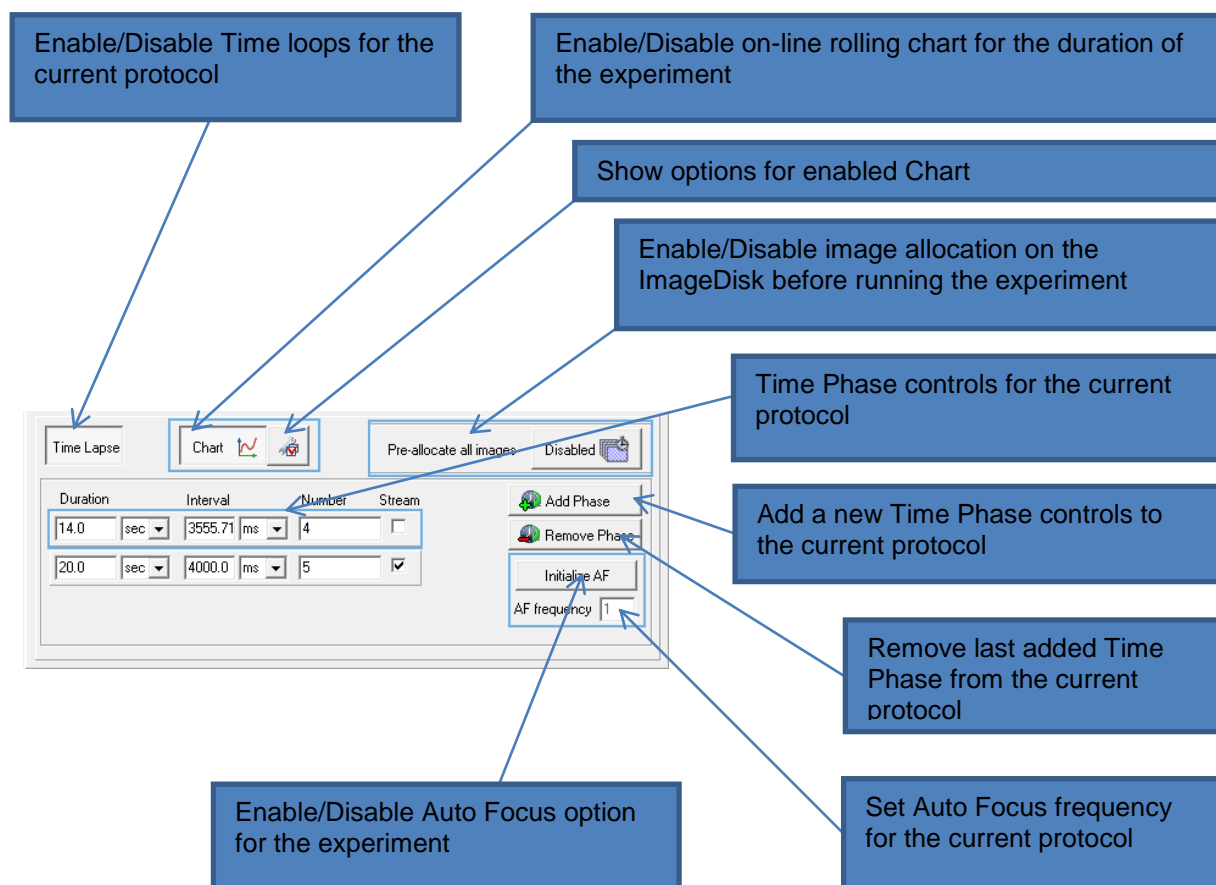 Enable/Disable Time loops for the
current protocol
Enable/Disable on-line rolling chart for the duration of
the experiment
Show options for enabled Chart
Enable/Disable image allocation on the
ImageDisk before running the experiment
Time Phase controls for the current
protocol
Time Lapse
Chart
Pre-allocate all images
Disabled
Duration Interval Number Stream
14.0 sec 3555.71 ms 4
20.0 sec 4000.0 ms 5
Add Phase
Remove Phase
Initialize AF
AF frequency 1
Add a new Time Phase controls to
the current protocol
Remove last added Time
Phase from the current
protocol
Enable/Disable Auto Focus option
for the experiment
Set Auto Focus frequency
for the current protocol